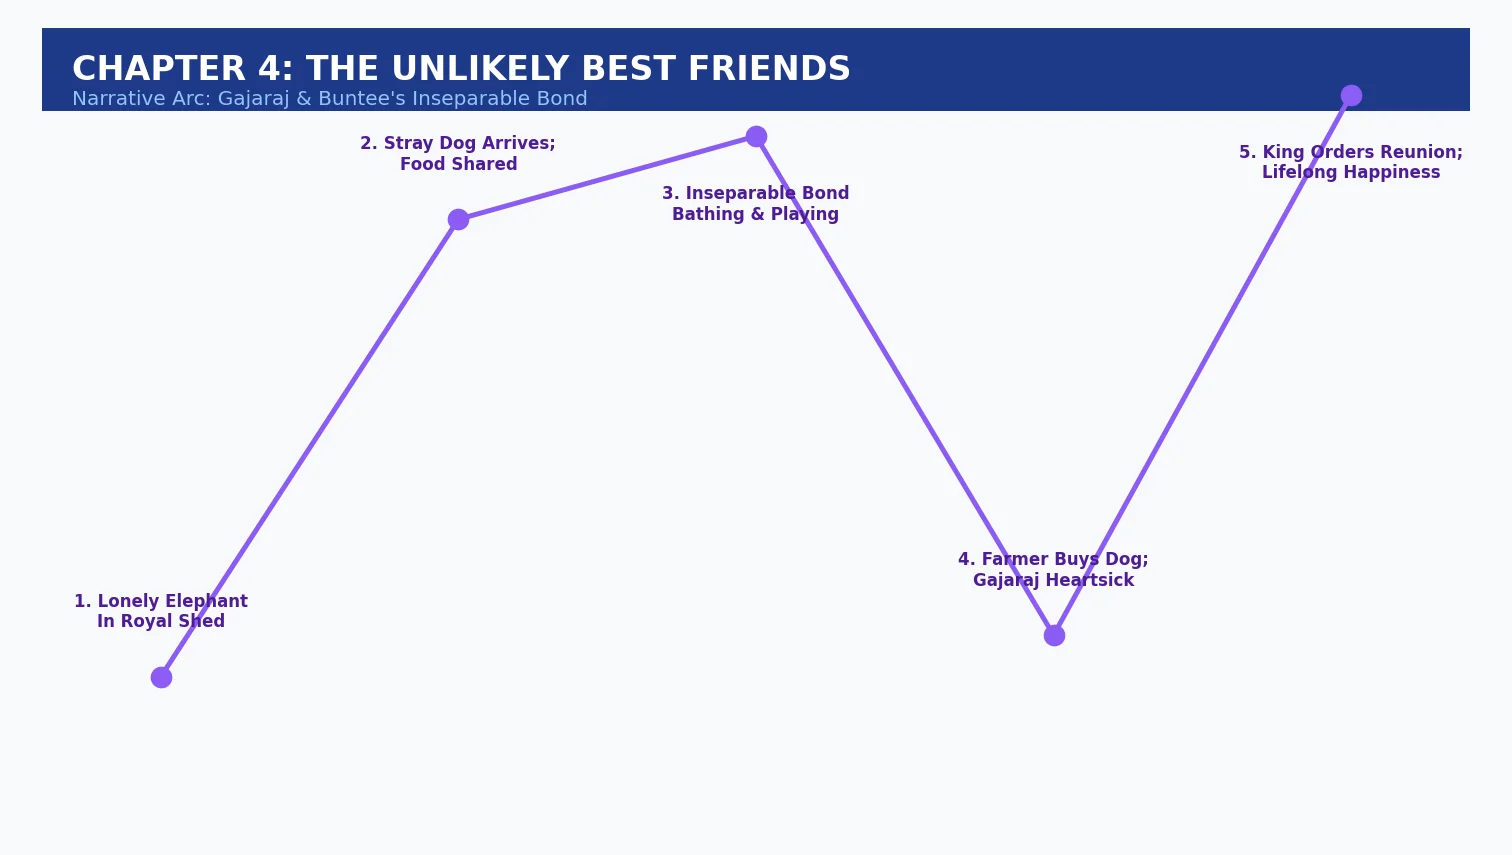 CHAPTER 4: THE UNLIKELY BEST FRIENDS
Narrative Arc: Gajaraj & Buntee's Inseparable Bond
1. Lonely Elephant
In Royal Shed
2. Stray Dog Arrives;
Food Shared
3. Inseparable Bond
Bathing & Playing
4. Farmer Buys Dog;
Gajaraj Heartsick
5. King Orders Reunion;
Lifelong Happiness